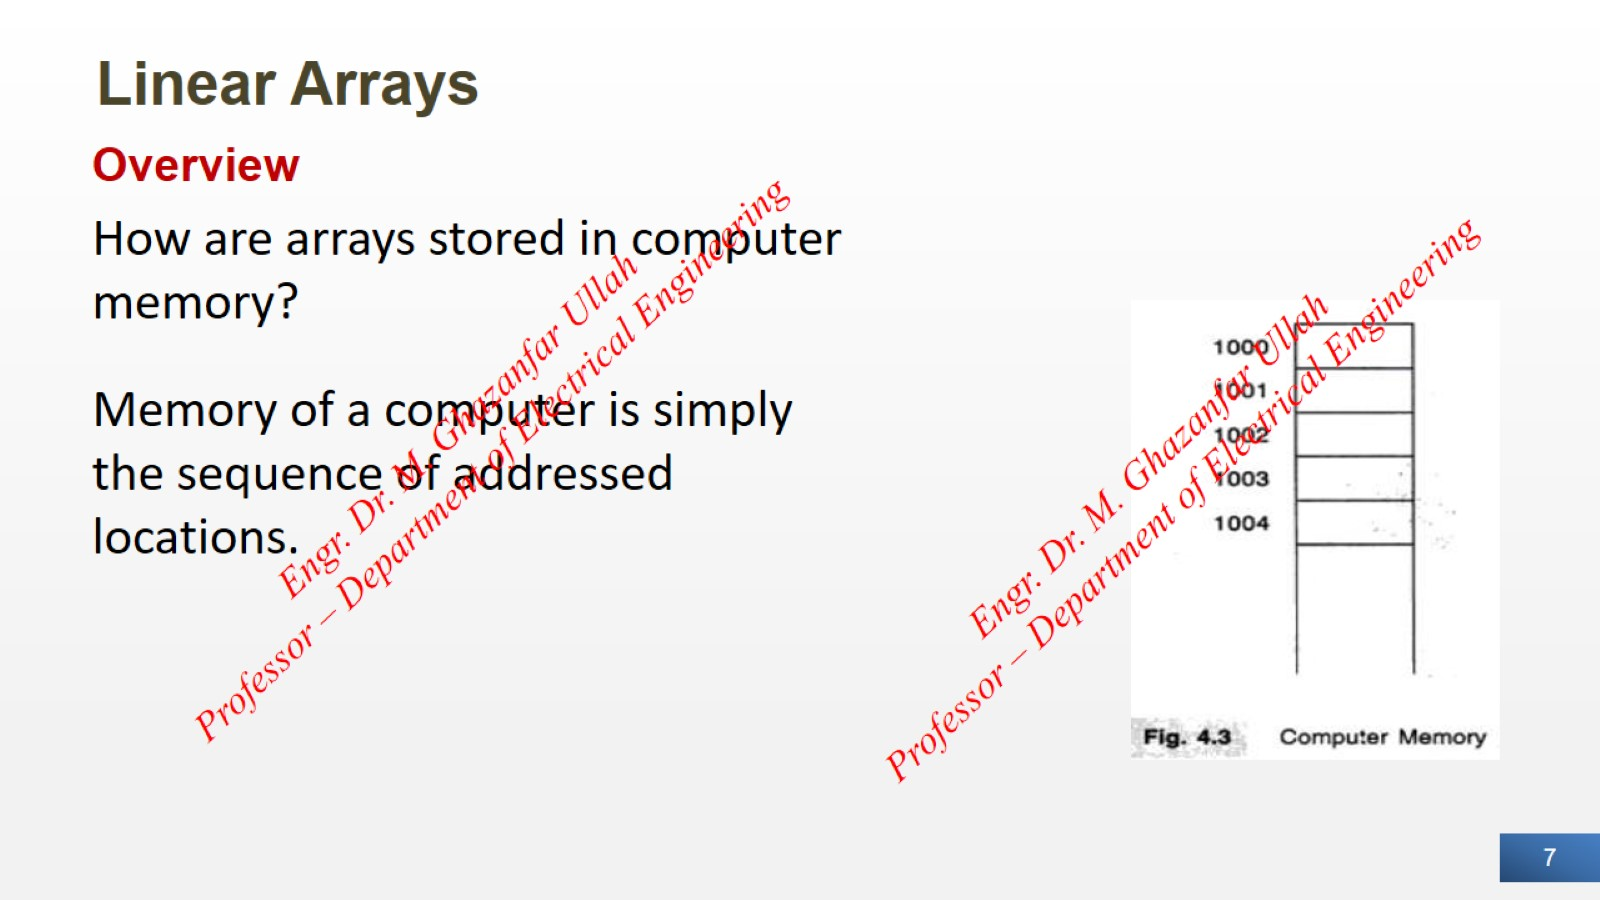 Linear Arrays
Overview
How are arrays stored in computer
memory?
Memory of a computer is simply
the sequence of addressed
locations.
Engr. Dr. M. Ghazanfar Ullah
Professor – Department of Electrical Engineering
1000
1001
1002
1003
1004
Fig. 4.3 Computer Memory
Engr. Dr. M. Ghazanfar Ullah
Professor – Department of Electrical Engineering
7